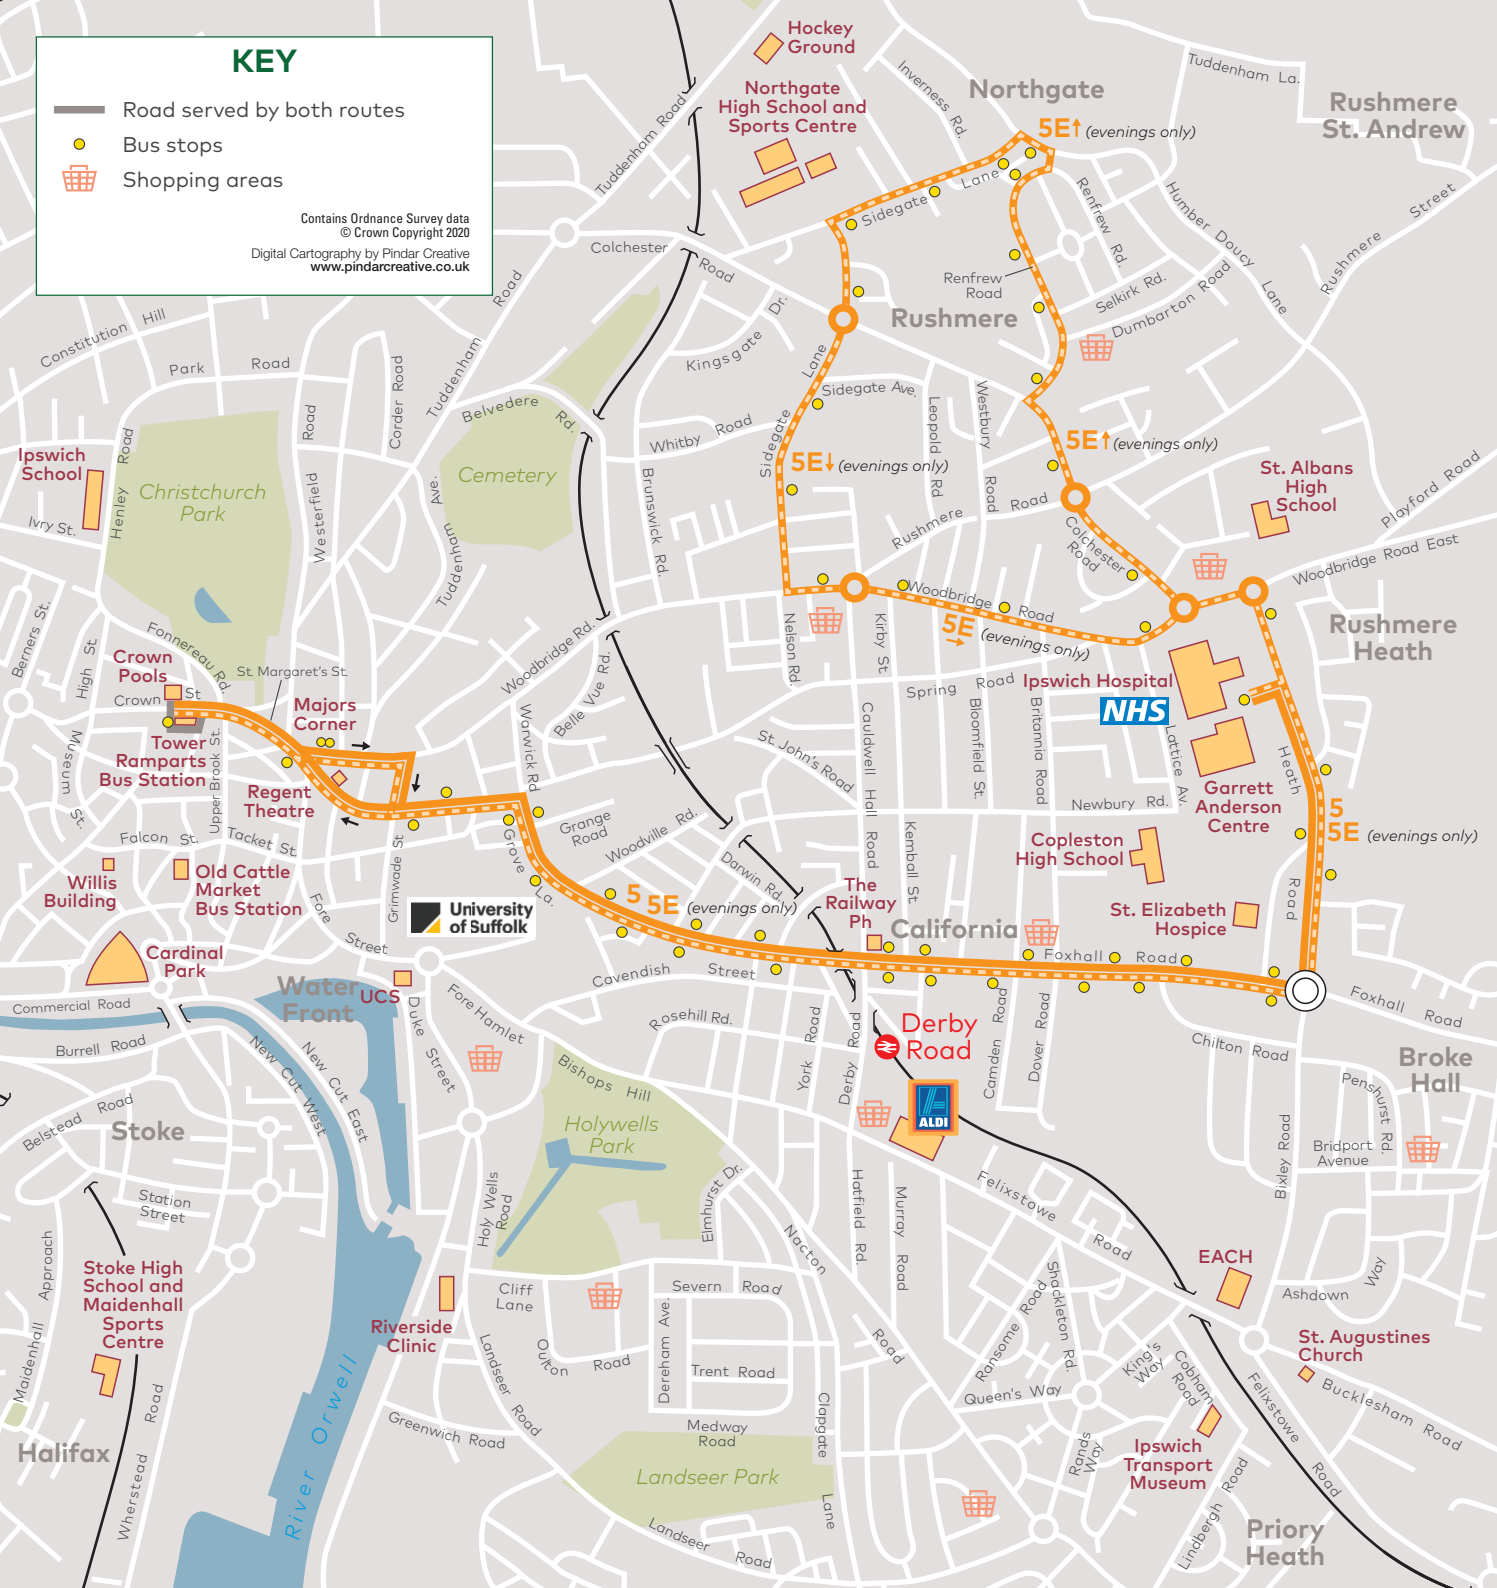 KEY
Road served by both routes
Bus stops
Shopping areas
Contains Ordnance Survey data
© Crown Copyright 2020
Digital Cartography by Pindar Creative
www.pindarcreative.co.uk
Hockey
Ground
Northgate
High School and
Sports Centre
Tuddenham Road
Inverness Rd.
Northgate
5E↑ (evenings only)
Tuddenham La.
Rushmere
St. Andrew
Sidegate Lane
Renfrew Rd.
Humber Doucy Lane
Rushmere Street
Colchester Road
Renfrew
Road
Selkirk Rd.
Dumbarton Road
Constitution Hill
Park Road
Tuddenham Road
Corder Road
Kingsgate Dr.
Rushmere
Sidegate Lane
Sidegate Ave.
Belvedere Rd.
Whitby Road
Leopold Rd
Westbury Road
5E↑ (evenings only)
5E↓ (evenings only)
Ipswich
School
Henley Road
Christchurch
Park
Westerfield Road
Ivry St.
Cemetery
Tuddenham Ave.
Brunswick Rd.
Rushmere Road
Colchester
Road
St. Albans
High
School
Playford Road
Woodbridge Road East
Berners St.
High St.
Fonnereau Rd.
Woodbridge Road
5E→ (evenings only)
Nelson Rd.
Kirby St.
Rushmere
Heath
Crown
Pools
Crown St
St. Margaret's St.
Majors
Corner
Woodbridge Rd.
Belle Vue Rd.
Warwick Rd
Spring Road
Ipswich Hospital
NHS
Museum St.
Tower
Ramparts
Bus Station
Upper Brook St.
Regent
Theatre
St. John's Road
Cauldwell Hall Road
Bloomfield St.
Britannia Road
Lattice Av.
Heath Road
Garrett
Anderson
Centre
Newbury Rd.
5
5E (evenings only)
Falcon St.
Tacket St.
Grove La.
Grange
Road
Woodville Rd.
Darwin Rd.
Kemball St.
Copleston
High School
Willis
Building
Old Cattle
Market
Bus Station
Fore Street
Grimwade St.
University
of Suffolk
5 5E (evenings only)
The
Railway
Ph
California
St. Elizabeth
Hospice
Cardinal
Park
Cavendish Street
Foxhall Road
Foxhall Road
Commercial Road
Water
Front
UCS
Duke Street
Fore Hamlet
Rosehill Rd.
York Road
Derby Road
Derby
Road
Camden Road
Dover Road
Chilton Road
Broke
Hall
Burrell Road
New Cut West
New Cut East
Bishops Hill
Holywells
Park
ALDI
Penshurst Rd.
Belstead Road
Stoke
Bixley Road
Bridport
Avenue
Station
Street
Holy Wells
Road
Elmhurst Dr.
Nacton Road
Hatfield Rd.
Murray Road
Felixstowe Road
Maidenhall Approach
Stoke High
School and
Maidenhall
Sports
Centre
Riverside
Clinic
Cliff
Lane
Severn Road
EACH
Ashdown Way
Oulton Road
Dereham Ave.
Trent Road
Ransome Road
Shackleton Rd.
King's
Way
Cobham
Road
St. Augustines
Church
Bucklesham Road
Landseer Road
Queen's Way
Felixstowe Road
Greenwich Road
Medway
Road
Clapgate Lane
Rands
Way
Ipswich
Transport
Museum
Halifax
Wherstead Road
River Orwell
Landseer Park
Lindbergh Road
Landseer Road
Priory
Heath